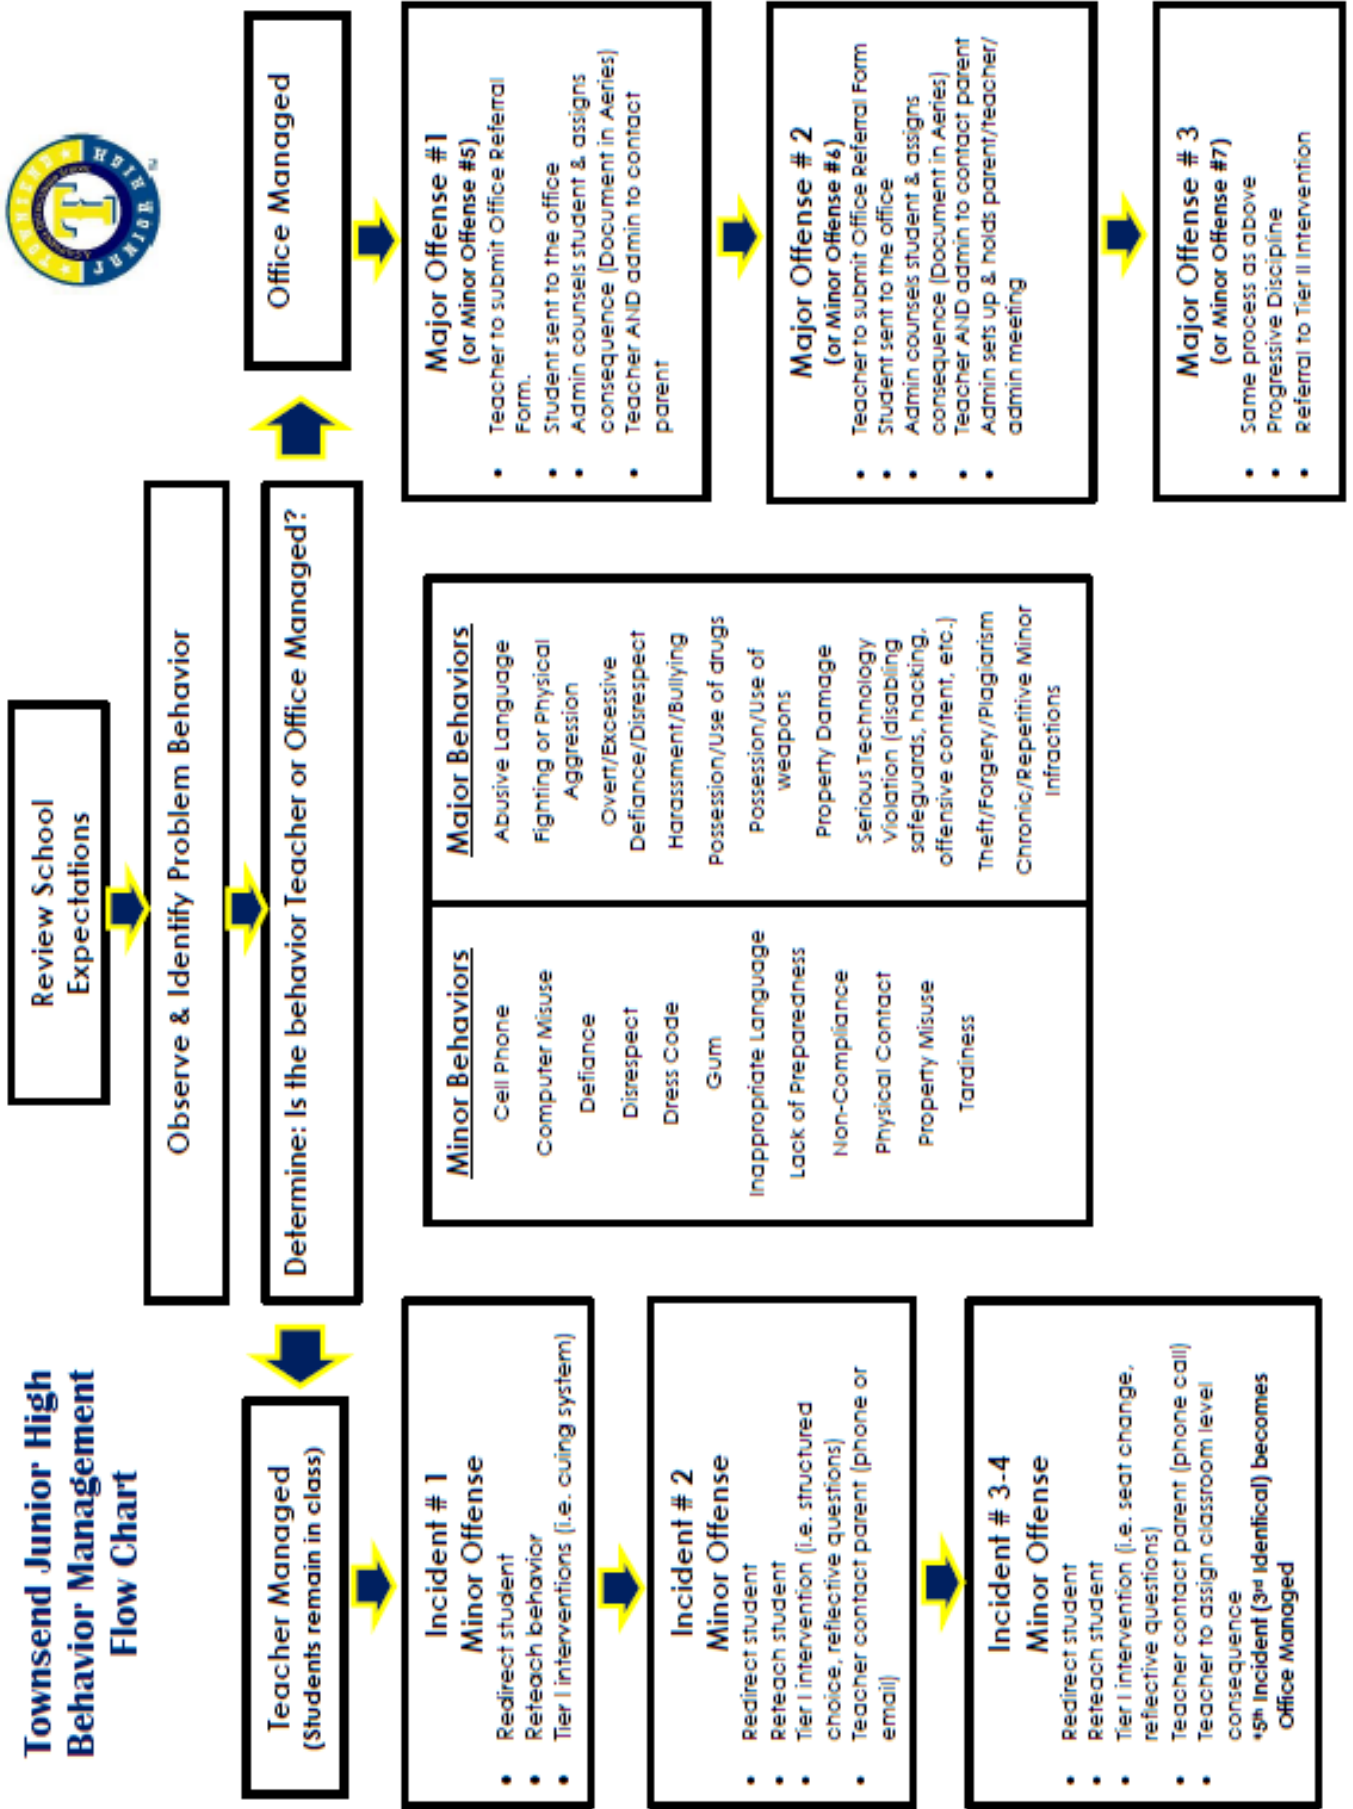 Townsend Junior High
Behavior Management
Flow Chart
Review School
Expectations
TOWNSEND
JUNIOR HIGH
T
TM
Observe & Identify Problem Behavior
Determine: Is the behavior Teacher or Office Managed?
Teacher Managed
(Students remain in class)
Incident # 1
Minor Offense
• Redirect student
• Reteach behavior
• Tier I interventions (i.e. cuing system)
Incident # 2
Minor Offense
• Redirect student
• Reteach student
• Tier I intervention (i.e. structured
choice, reflective questions)
• Teacher contact parent (phone or
email)
Incident # 3-4
Minor Offense
• Redirect student
• Reteach student
• Tier I intervention (i.e. seat change,
reflective questions)
• Teacher contact parent (phone call)
• Teacher to assign classroom level
consequence
*5th Incident (3rd Identical) becomes
Office Managed
Minor Behaviors
Cell Phone
Computer Misuse
Defiance
Disrespect
Dress Code
Gum
Inappropriate Language
Lack of Preparedness
Non-Compliance
Physical Contact
Property Misuse
Tardiness
Major Behaviors
Abusive Language
Fighting or Physical
Aggression
Overt/Excessive
Defiance/Disrespect
Harassment/Bullying
Possession/Use of drugs
Possession/Use of
weapons
Property Damage
Serious Technology
Violation (disabling
safeguards, hacking,
offensive content, etc.)
Theft/Forgery/Plagiarism
Chronic/Repetitive Minor
Infractions
Office Managed
Major Offense #1
(or Minor Offense #5)
• Teacher to submit Office Referral
Form.
• Student sent to the office
• Admin counsels student & assigns
consequence (Document in Aeries)
• Teacher AND admin to contact
parent
Major Offense # 2
(or Minor Offense #6)
• Teacher to submit Office Referral Form
• Student sent to the office
• Admin counsels student & assigns
consequence (Document in Aeries)
• Teacher AND admin to contact parent
• Admin sets up & holds parent/teacher/
admin meeting
Major Offense # 3
(or Minor Offense #7)
• Same process as above
• Progressive Discipline
• Referral to Tier II Intervention